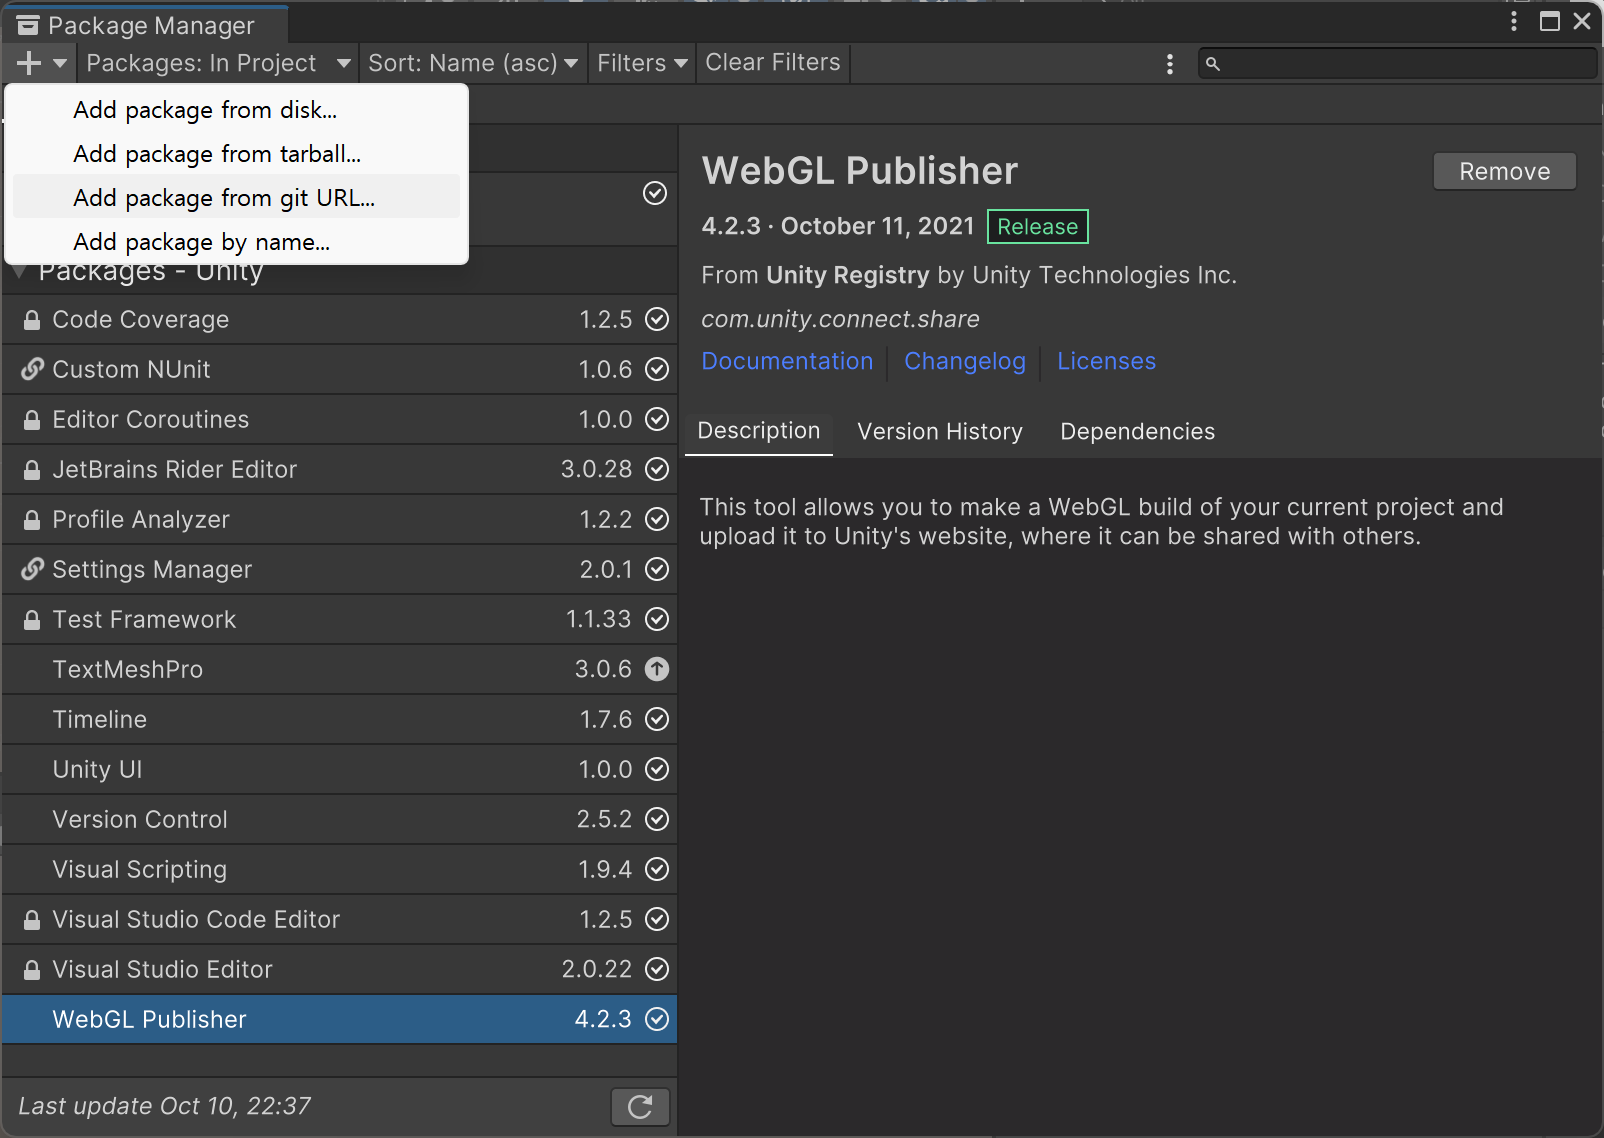 Package Manager
Packages: In Project
Sort: Name (asc)
Filters
Clear Filters
Add package from disk...
Add package from tarball...
Add package from git URL...
Add package by name...
Packages - Unity
Code Coverage 1.2.5
Custom NUnit 1.0.6
Editor Coroutines 1.0.0
JetBrains Rider Editor 3.0.28
Profile Analyzer 1.2.2
Settings Manager 2.0.1
Test Framework 1.1.33
TextMeshPro 3.0.6
Timeline 1.7.6
Unity UI 1.0.0
Version Control 2.5.2
Visual Scripting 1.9.4
Visual Studio Code Editor 1.2.5
Visual Studio Editor 2.0.22
WebGL Publisher 4.2.3
Last update Oct 10, 22:37
WebGL Publisher
Remove
4.2.3 · October 11, 2021 Release
From Unity Registry by Unity Technologies Inc.
com.unity.connect.share
Documentation Changelog Licenses
Description Version History Dependencies
This tool allows you to make a WebGL build of your current project and
upload it to Unity's website, where it can be shared with others.